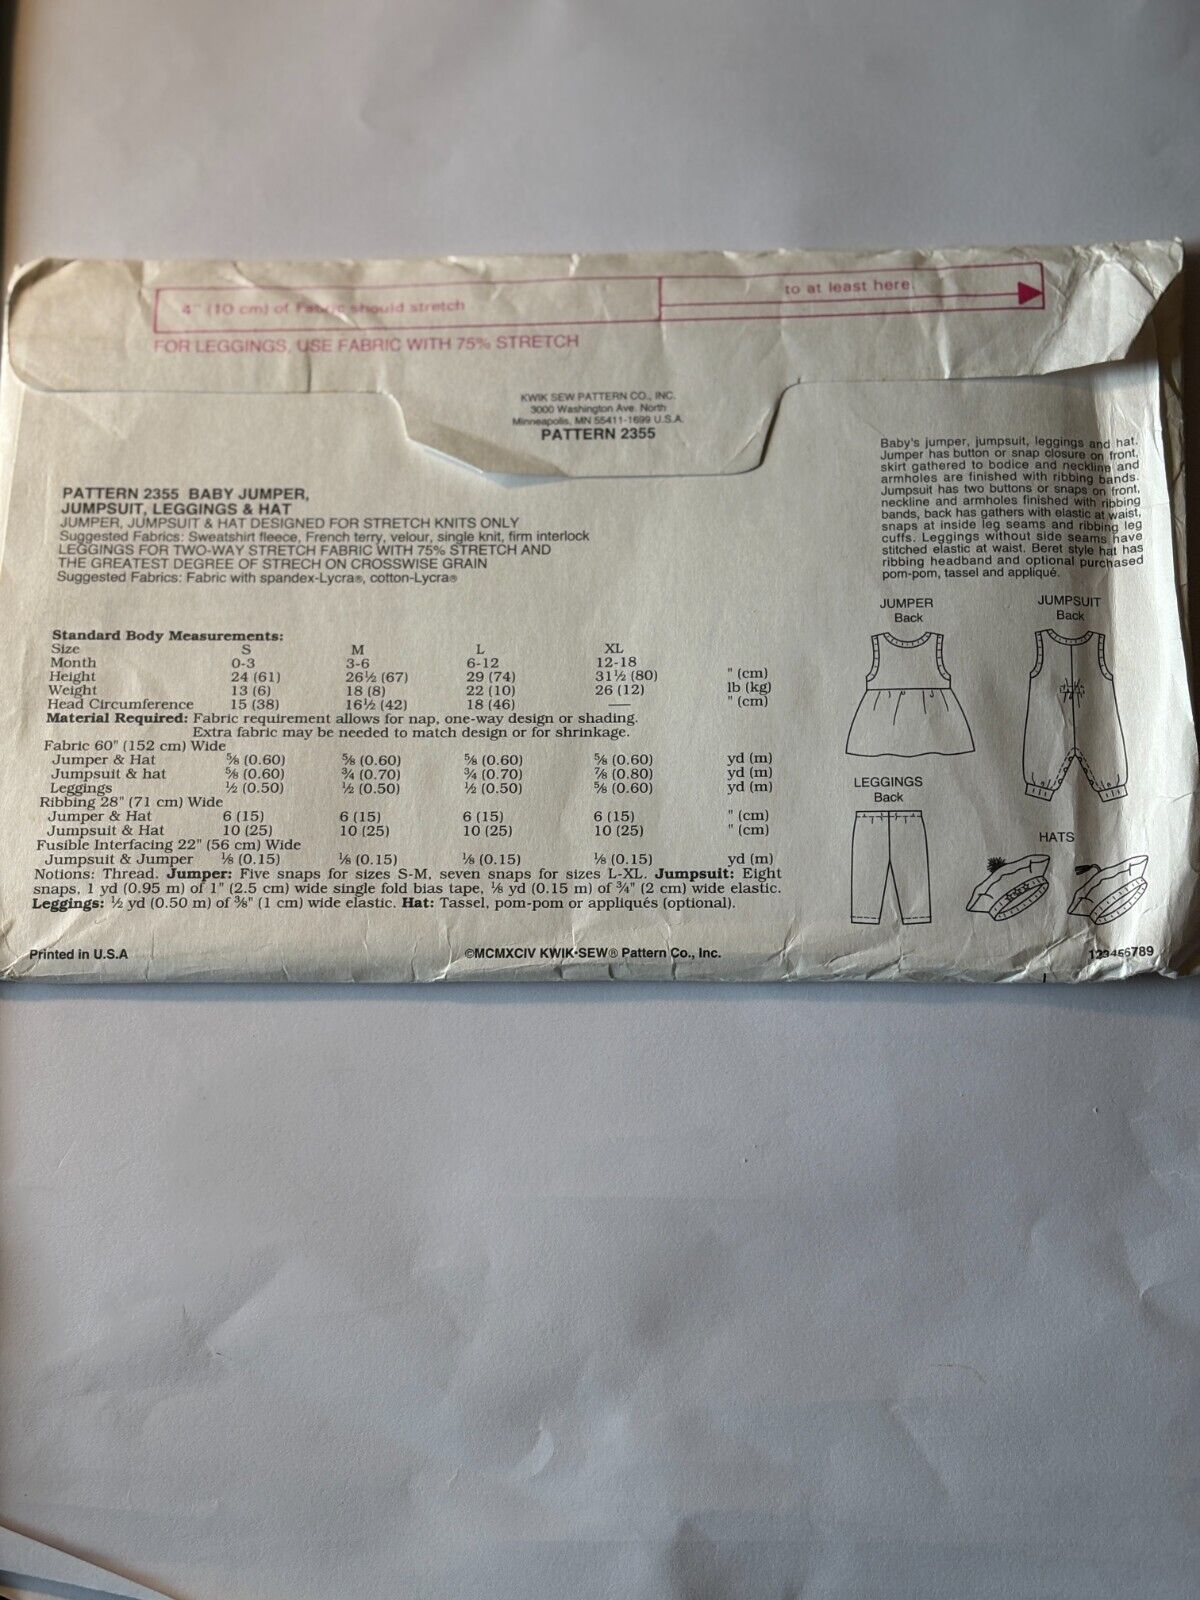 4" (10 cm) of Fabric should stretch
to at least here
FOR LEGGINGS, USE FABRIC WITH 75% STRETCH
KWIK SEW PATTERN CO., INC.
3000 Washington Ave. North
Minneapolis, MN 55411-1699 U.S.A.
PATTERN 2355
PATTERN 2355 BABY JUMPER,
JUMPSUIT, LEGGINGS & HAT
JUMPER, JUMPSUIT & HAT DESIGNED FOR STRETCH KNITS ONLY
Suggested Fabrics: Sweatshirt fleece, French terry, velour, single knit, firm interlock
LEGGINGS FOR TWO-WAY STRETCH FABRIC WITH 75% STRETCH AND
THE GREATEST DEGREE OF STRECH ON CROSSWISE GRAIN
Suggested Fabrics: Fabric with spandex-Lycra®, cotton-Lycra®
Baby's jumper, jumpsuit, leggings and hat.
Jumper has button or snap closure on front,
skirt gathered to bodice and neckline and
armholes are finished with ribbing bands.
Jumpsuit has two buttons or snaps on front,
neckline and armholes finished with ribbing
bands, back has gathers with elastic at waist,
snaps at inside leg seams and ribbing leg
cuffs. Leggings without side seams have
stitched elastic at waist. Beret style hat has
ribbing headband and optional purchased
pom-pom, tassel and appliqué.
Standard Body Measurements:
Size S M L XL
Month 0-3 3-6 6-12 12-18
Height 24 (61) 26½ (67) 29 (74) 31½ (80) " (cm)
Weight 13 (6) 18 (8) 22 (10) 26 (12) lb (kg)
Head Circumference 15 (38) 16½ (42) 18 (46) — " (cm)
Material Required: Fabric requirement allows for nap, one-way design or shading.
Extra fabric may be needed to match design or for shrinkage.
Fabric 60" (152 cm) Wide
Jumper & Hat ⅝ (0.60) ⅝ (0.60) ⅝ (0.60) ⅝ (0.60) yd (m)
Jumpsuit & hat ⅝ (0.60) ¾ (0.70) ¾ (0.70) ⅞ (0.80) yd (m)
Leggings ½ (0.50) ½ (0.50) ½ (0.50) ⅝ (0.60) yd (m)
Ribbing 28" (71 cm) Wide
Jumper & Hat 6 (15) 6 (15) 6 (15) 6 (15) " (cm)
Jumpsuit & Hat 10 (25) 10 (25) 10 (25) 10 (25) " (cm)
Fusible Interfacing 22" (56 cm) Wide
Jumpsuit & Jumper ⅛ (0.15) ⅛ (0.15) ⅛ (0.15) ⅛ (0.15) yd (m)
Notions: Thread. Jumper: Five snaps for sizes S-M, seven snaps for sizes L-XL. Jumpsuit: Eight
snaps, 1 yd (0.95 m) of 1" (2.5 cm) wide single fold bias tape, ⅛ yd (0.15 m) of ¾" (2 cm) wide elastic.
Leggings: ½ yd (0.50 m) of ⅜" (1 cm) wide elastic. Hat: Tassel, pom-pom or appliqués (optional).
JUMPER
Back
JUMPSUIT
Back
LEGGINGS
Back
HATS
Printed in U.S.A
©MCMXCIV KWIK•SEW® Pattern Co., Inc.
123456789